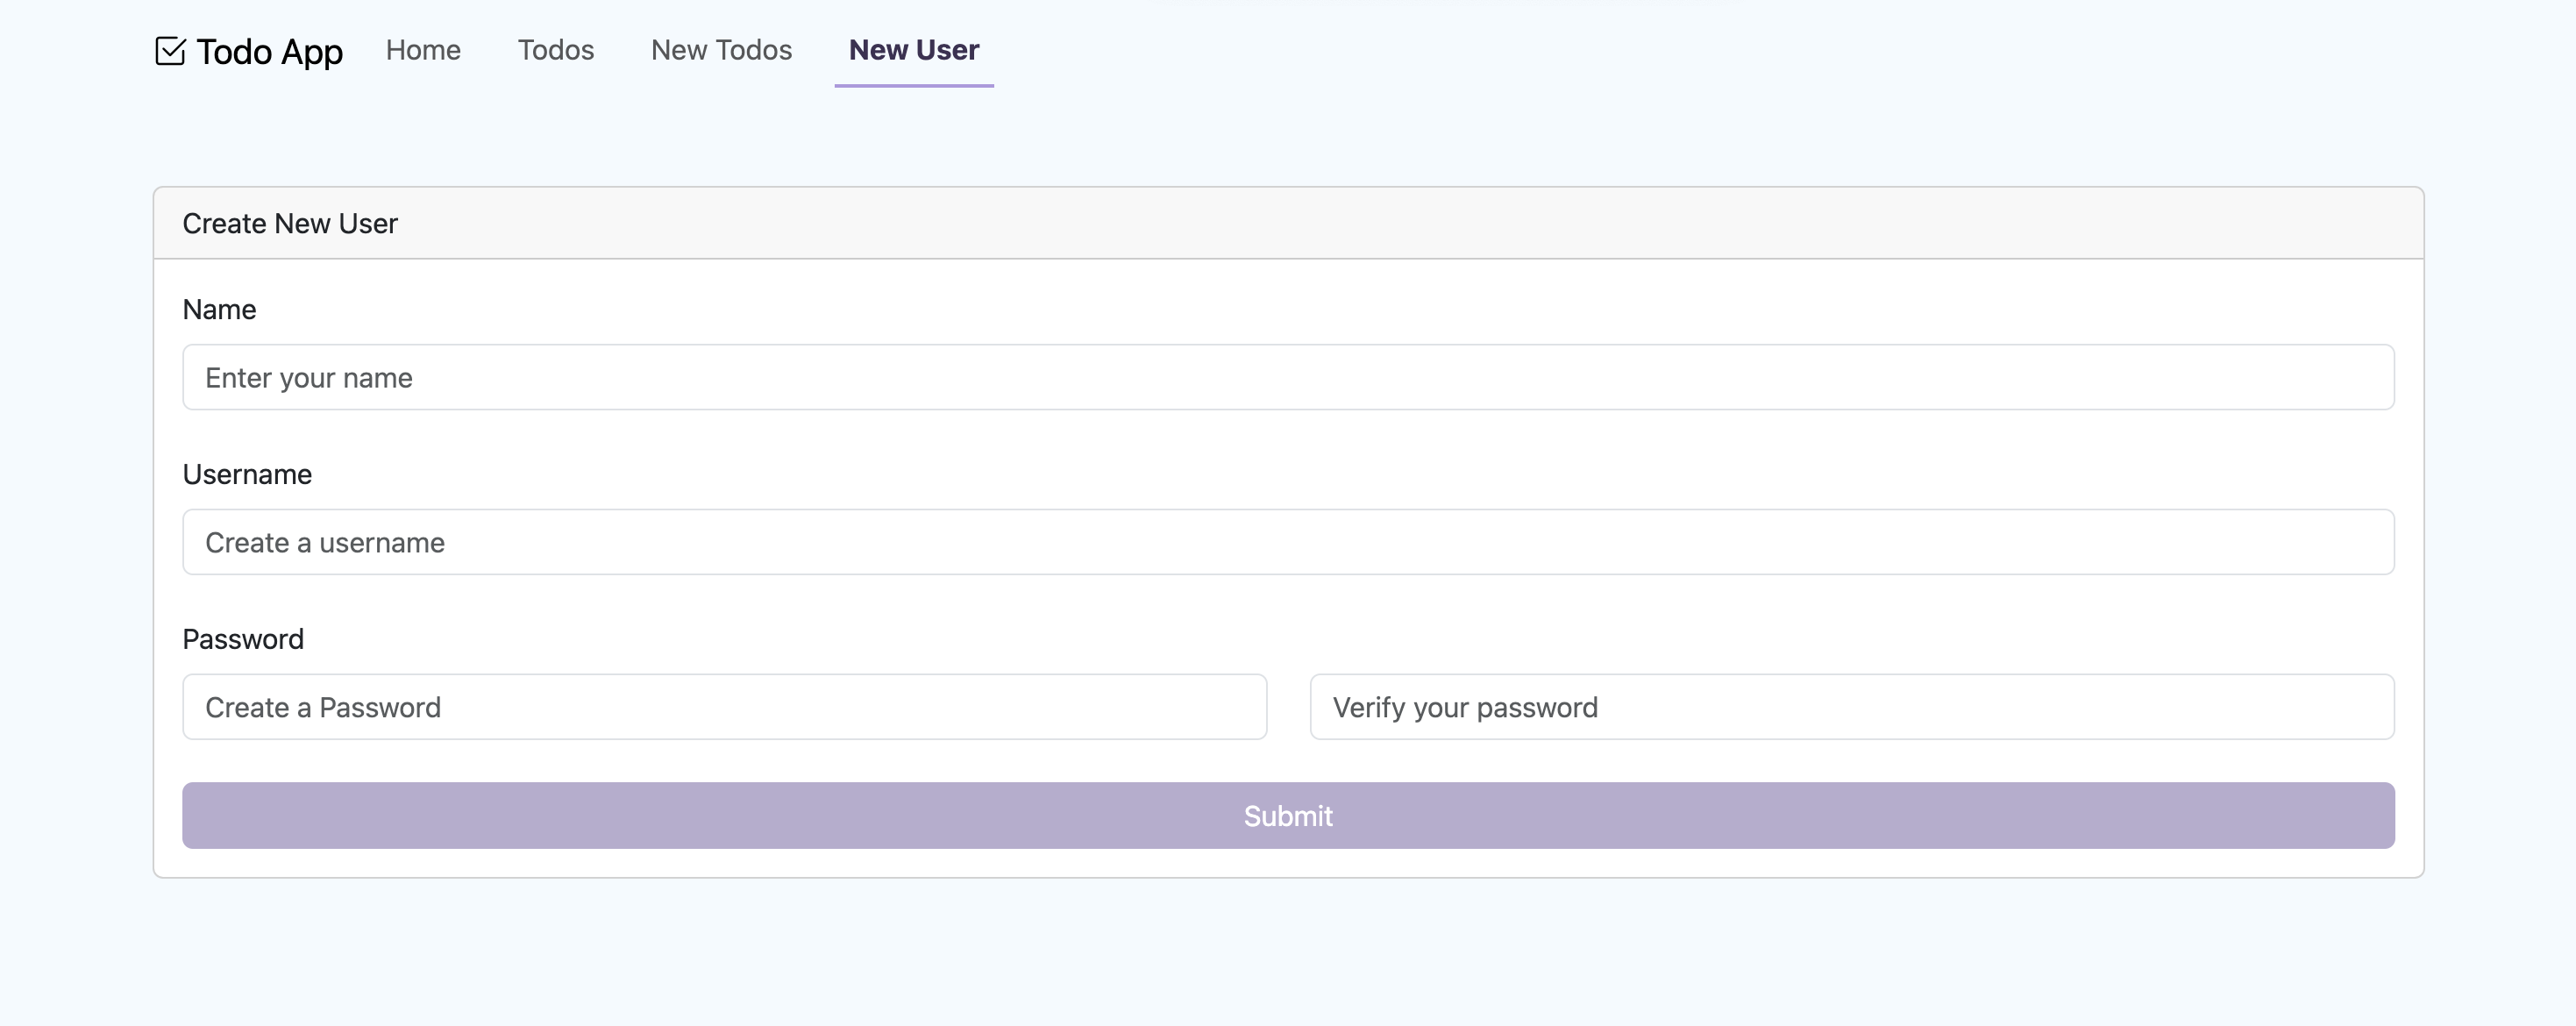 Todo App Home Todos New Todos New User
Create New User
Name
Enter your name
Username
Create a username
Password
Create a Password Verify your password
Submit